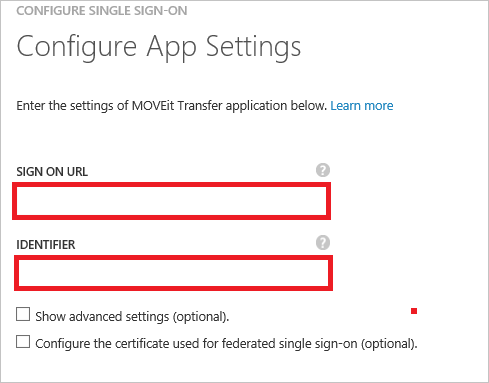 CONFIGURE SINGLE SIGN-ON
Configure App Settings
Enter the settings of MOVEit Transfer application below. Learn more
SIGN ON URL ?
IDENTIFIER ?
Show advanced settings (optional).
Configure the certificate used for federated single sign-on (optional).